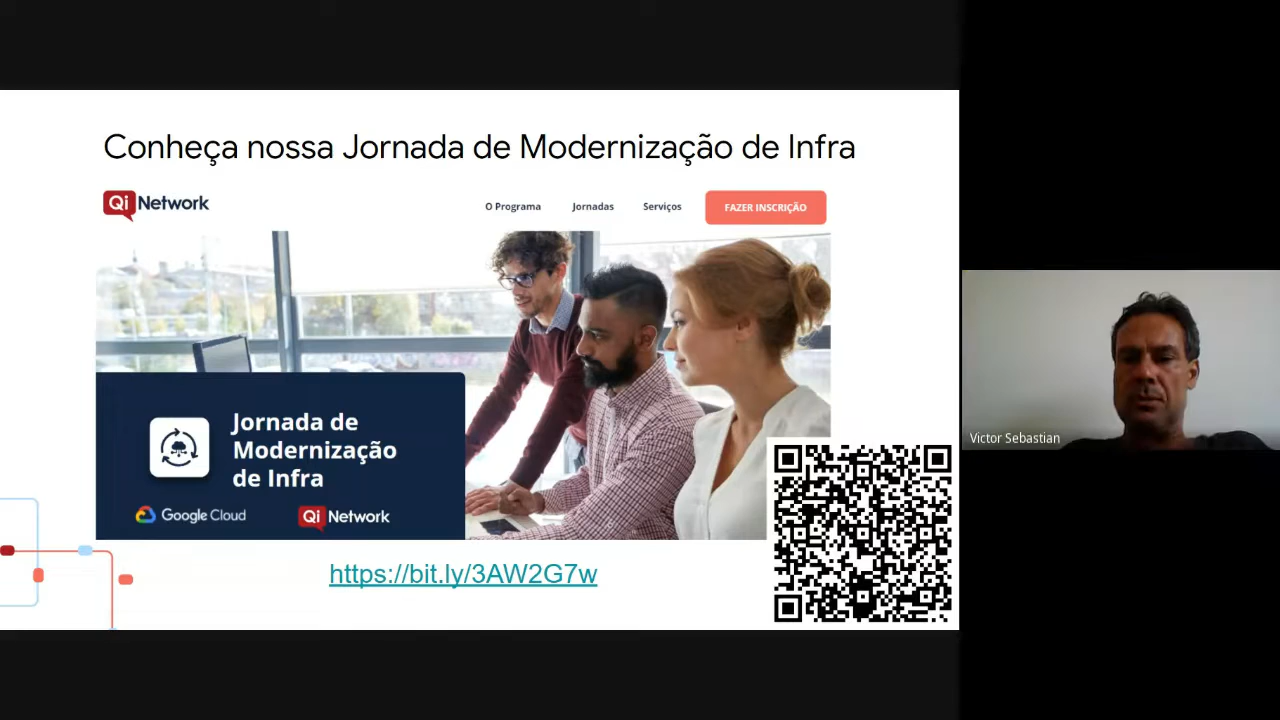 Conheça nossa Jornada de Modernização de Infra
Qi Network
O Programa
Jornadas
Serviços
FAZER INSCRIÇÃO
Jornada de
Modernização
de Infra
Google Cloud
Qi Network
https://bit.ly/3AW2G7w
Victor Sebastian